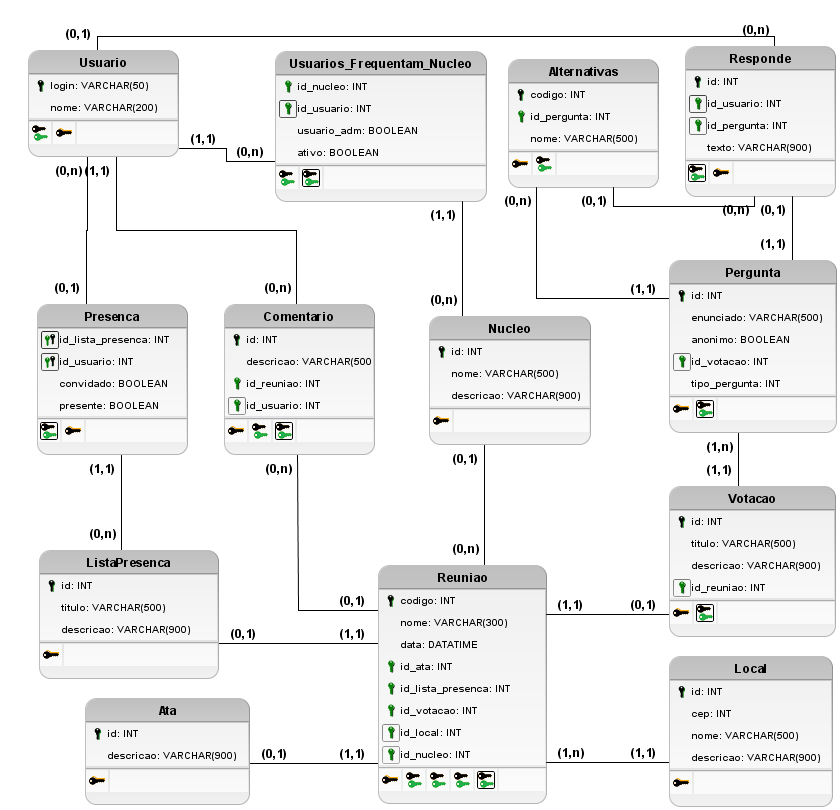 (0,1)
(0,n)
Usuario
login: VARCHAR(50)
nome: VARCHAR(200)
Usuarios_Frequentam_Nucleo
id_nucleo: INT
id_usuario: INT
usuario_adm: BOOLEAN
ativo: BOOLEAN
Alternativas
codigo: INT
id_pergunta: INT
nome: VARCHAR(500)
Responde
id: INT
id_usuario: INT
id_pergunta: INT
texto: VARCHAR(900)
(1,1)
(0,n)
(0,n)
(1,1)
(1,1)
(0,n)
(0,1)
(0,n)
(0,1)
(1,1)
(0,1)
(0,n)
(0,n)
(1,1)
Presenca
id_lista_presenca: INT
id_usuario: INT
convidado: BOOLEAN
presente: BOOLEAN
Comentario
id: INT
descricao: VARCHAR(500
id_reuniao: INT
id_usuario: INT
Nucleo
id: INT
nome: VARCHAR(500)
descricao: VARCHAR(900)
Pergunta
id: INT
enunciado: VARCHAR(500)
anonimo: BOOLEAN
id_votacao: INT
tipo_pergunta: INT
(1,1)
(0,n)
(0,1)
(1,n)
(1,1)
(0,n)
(0,n)
ListaPresenca
id: INT
titulo: VARCHAR(500)
descricao: VARCHAR(900)
Reuniao
codigo: INT
nome: VARCHAR(300)
data: DATATIME
id_ata: INT
id_lista_presenca: INT
id_votacao: INT
id_local: INT
id_nucleo: INT
Votacao
id: INT
titulo: VARCHAR(500)
descricao: VARCHAR(900)
id_reuniao: INT
(0,1)
(1,1)
(0,1)
(0,1)
(1,1)
Ata
id: INT
descricao: VARCHAR(900)
Local
id: INT
cep: INT
nome: VARCHAR(500)
descricao: VARCHAR(900)
(0,1)
(1,1)
(1,n)
(1,1)